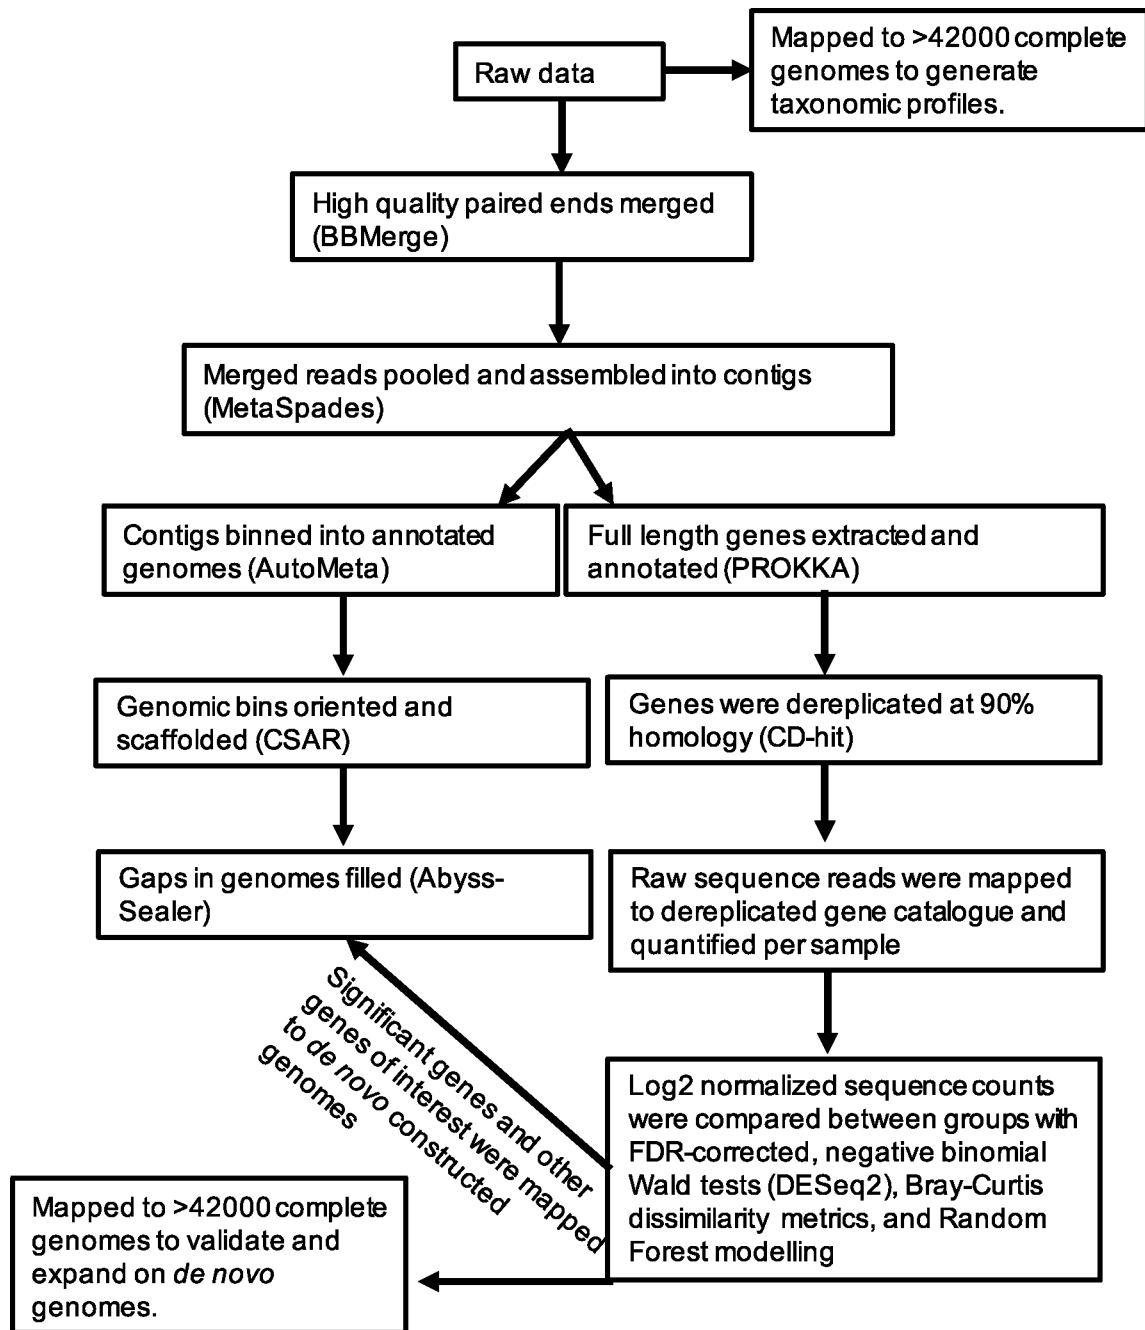 Raw data
Mapped to >42000 complete
genomes to generate
taxonomic profiles.
High quality paired ends merged
(BBMerge)
Merged reads pooled and assembled into contigs
(MetaSpades)
Contigs binned into annotated
genomes (AutoMeta)
Full length genes extracted and
annotated (PROKKA)
Genomic bins oriented and
scaffolded (CSAR)
Genes were dereplicated at 90%
homology (CD-hit)
Gaps in genomes filled (Abyss-
Sealer)
Raw sequence reads were mapped
to dereplicated gene catalogue and
quantified per sample
Significant genes and other
genes of interest were mapped
to de novo constructed
genomes
Log2 normalized sequence counts
were compared between groups with
FDR-corrected, negative binomial
Wald tests (DESeq2), Bray-Curtis
dissimilarity metrics, and Random
Forest modelling
Mapped to >42000 complete
genomes to validate and
expand on de novo
genomes.